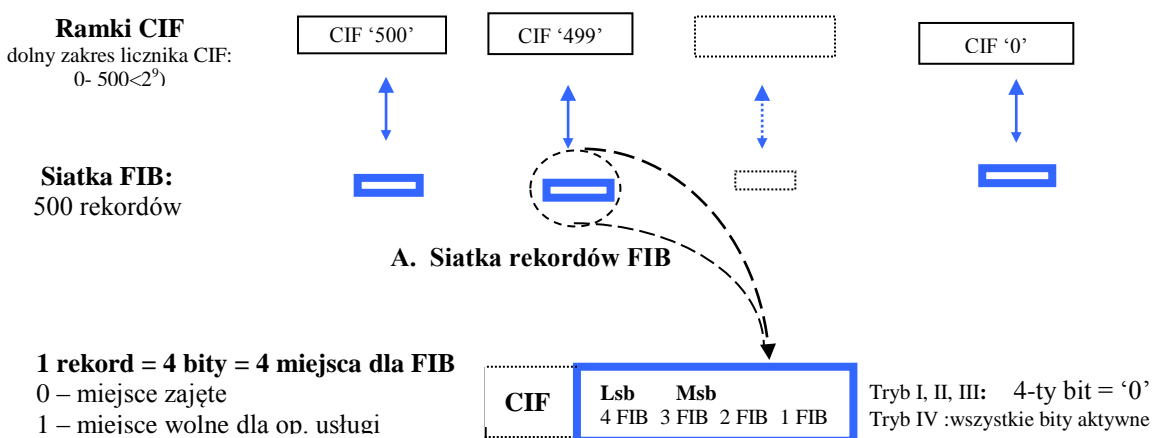 Ramki CIF
dolny zakres licznika CIF:
0- 500<2⁹)
CIF ‘500’
CIF ‘499’
CIF ‘0’
Siatka FIB:
500 rekordów
A. Siatka rekordów FIB
1 rekord = 4 bity = 4 miejsca dla FIB
0 – miejsce zajęte
1 – miejsce wolne dla op. usługi
CIF
Lsb Msb
4 FIB 3 FIB 2 FIB 1 FIB
Tryb I, II, III: 4-ty bit = ‘0’
Tryb IV :wszystkie bity aktywne